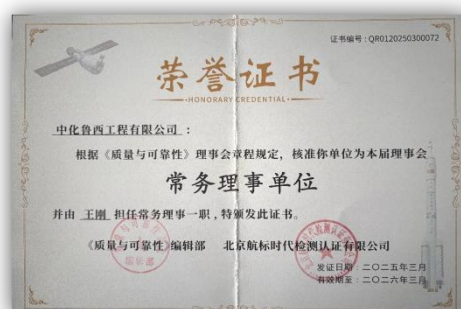 证书编号：QR0120250300072
荣誉证书
HONORARY CREDENTIAL
中化鲁西工程有限公司：
根据《质量与可靠性》理事会章程规定，核准你单位为本届理事会
常务理事单位
并由 王刚 担任常务理事一职，特颁发此证书。
《质量与可靠性》编辑部 北京航标时代检测认证有限公司
发证日期：二〇二五年三月
有效期至：二〇二六年三月